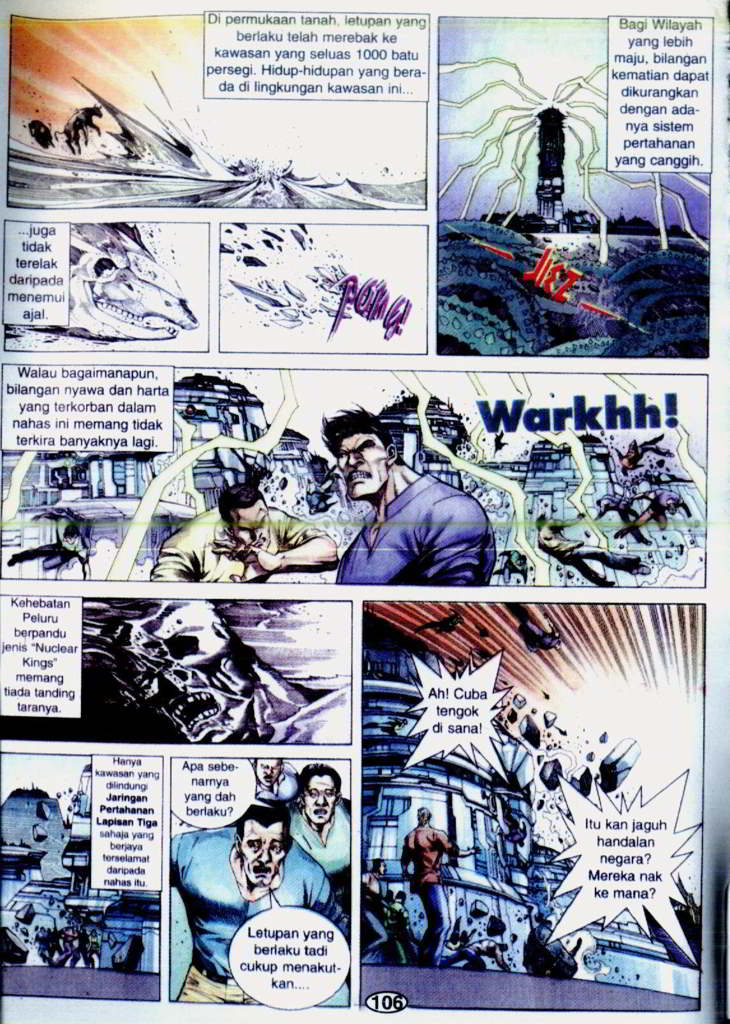 Di permukaan tanah, letupan yang
berlaku telah merebak ke
kawasan yang seluas 1000 batu
persegi. Hidup-hidupan yang bera-
da di lingkungan kawasan ini...
Bagi Wilayah
yang lebih
maju, bilangan
kematian dapat
dikurangkan
dengan ada-
nya sistem
pertahanan
yang canggih.
...juga
tidak
terelak
daripada
menemui
ajal.
POING!
Walau bagaimanapun,
bilangan nyawa dan harta
yang terkorban dalam
nahas ini memang tidak
terkira banyaknya lagi.
Warkhh!
Kehebatan
Peluru
berpandu
jenis “Nuclear
Kings”
memang
tiada tanding
taranya.
Hanya
kawasan yang
dilindungi
Jaringan
Pertahanan
Lapisan Tiga
sahaja yang
berjaya
terselamat
daripada
nahas itu.
Apa sebe-
narnya
yang dah
berlaku?
Letupan yang
berlaku tadi
cukup menakut-
kan....
Ah! Cuba
tengok
di sana!
Itu kan jaguh
handalan
negara?
Mereka nak
ke mana?
106